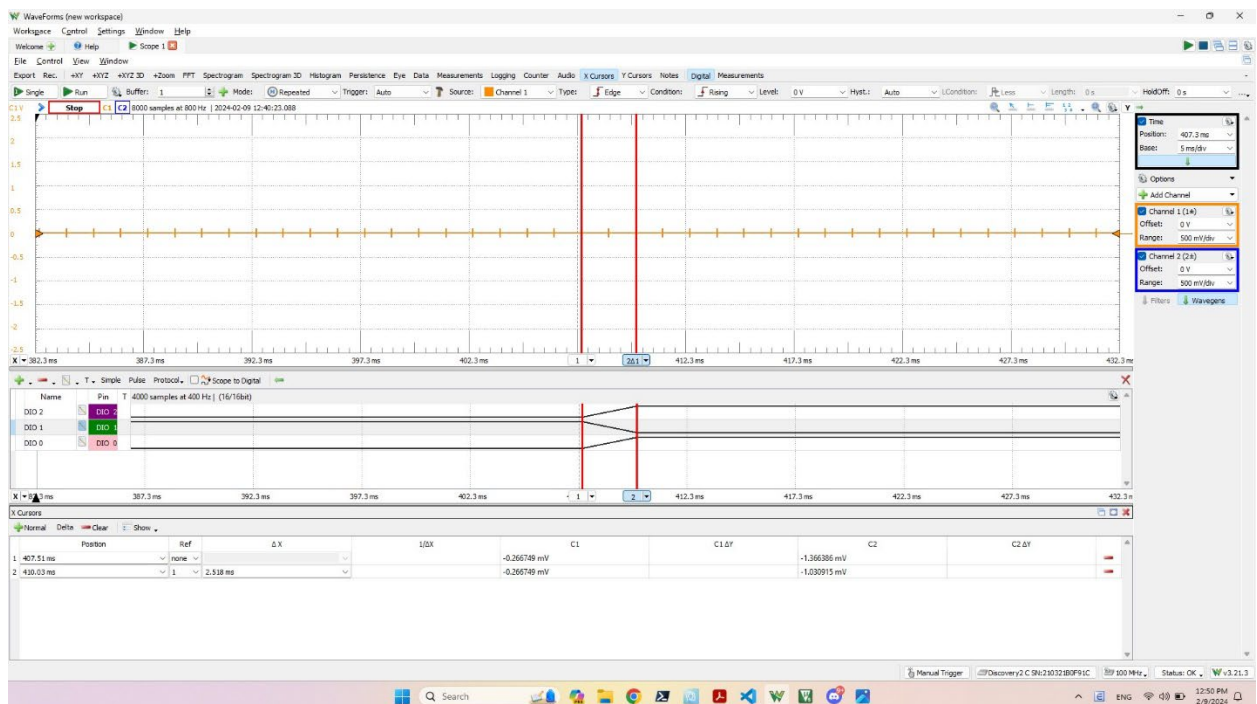 WaveForms (new workspace)
Workspace Control Settings Window Help
Welcome Help Scope 1
File Control View Window
Export Rec. +XY +XYZ +XYZ 3D +Zoom FFT Spectrogram Spectrogram 3D Histogram Persistence Eye Data Measurements Logging Counter Audio X Cursors Y Cursors Notes Digital Measurements
Single Run Buffer: 1 Mode: Repeated Trigger: Auto Source: Channel 1 Type: Edge Condition: Rising Level: 0 V Hyst.: Auto LCondition: Less Length: 0 s HoldOff: 0 s
C1 V Stop C1 C2 8000 samples at 800 Hz | 2024-02-09 12:40:23.088 Y
2.5
2
1.5
1
0.5
0
-0.5
-1
-1.5
-2
-2.5
X 382.3 ms 387.3 ms 392.3 ms 397.3 ms 402.3 ms 1 261 412.3 ms 417.3 ms 422.3 ms 427.3 ms 432.3 ms
Time
Position: 407.3 ms
Base: 5 ms/div
Options
Add Channel
Channel 1 (1±)
Offset: 0 V
Range: 500 mV/div
Channel 2 (2±)
Offset: 0 V
Range: 500 mV/div
Filters Wavegens
T Simple Pulse Protocol Scope to Digital
Name Pin T 4000 samples at 400 Hz | (16/16bit)
DIO 2 DIO 2
DIO 1 DIO 1
DIO 0 DIO 0
X 387.3 ms 392.3 ms 397.3 ms 402.3 ms 1 2 412.3 ms 417.3 ms 422.3 ms 427.3 ms
X Cursors
Normal Delta Clear Show
Position Ref Δ X 1/ΔX C1 C1 ΔY C2 C2 ΔY
1 407.51 ms none -0.266749 mV -1.366386 mV
2 410.03 ms 1 2.518 ms -0.266749 mV -1.030915 mV
Manual Trigger Discovery2 C SN:210321B0F91C 100 MHz Status: OK v3.21.3
Search
ENG
12:50 PM
2/9/2024